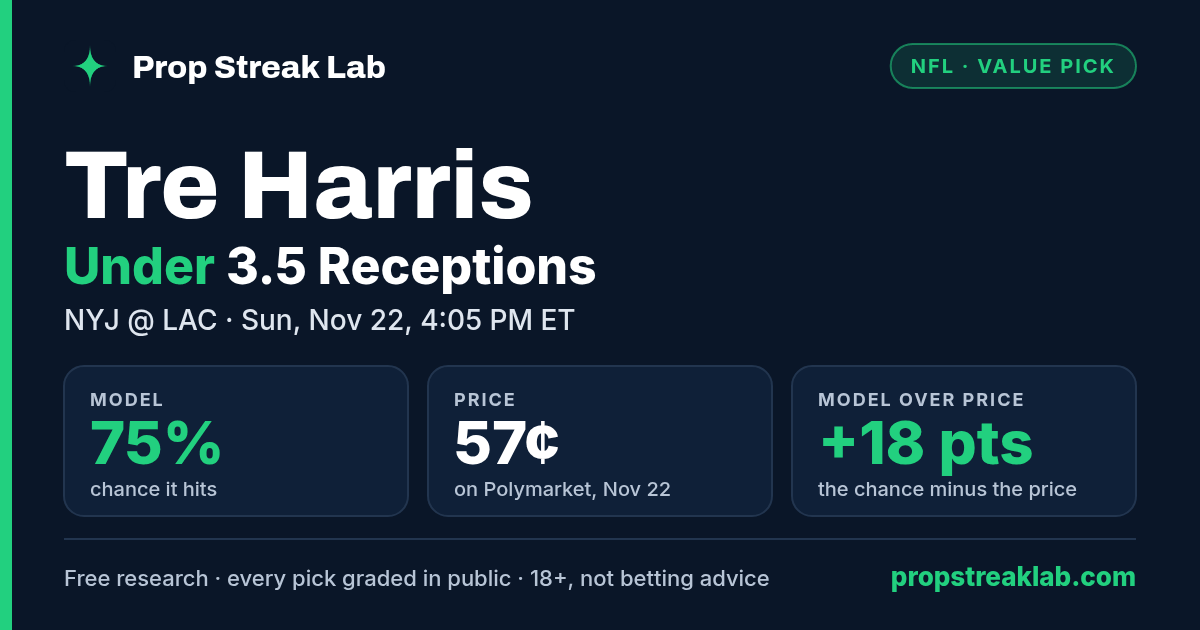 Prop Streak Lab
NFL · VALUE PICK
Tre Harris
Under 3.5 Receptions
NYJ @ LAC · Sun, Nov 22, 4:05 PM ET
MODEL
75%
chance it hits
PRICE
57¢
on Polymarket, Nov 22
MODEL OVER PRICE
+18 pts
the chance minus the price
Free research · every pick graded in public · 18+, not betting advice
propstreaklab.com